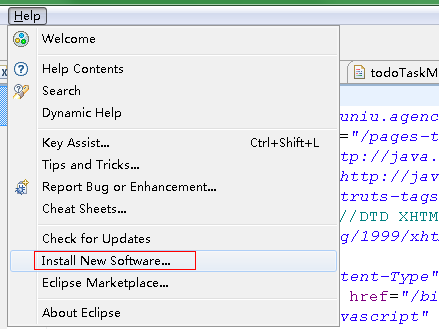 Help
Welcome
Help Contents
Search
Dynamic Help
Key Assist... Ctrl+Shift+L
Tips and Tricks...
Report Bug or Enhancement...
Cheat Sheets...
Check for Updates
Install New Software...
Eclipse Marketplace...
About Eclipse
todoTaskM
uniu.agenc
="/pages-t
tp://java.
http://java
truts-tags
//DTD XHTM
g/1999/xht
tent-Type"
href="/bi
vascript"